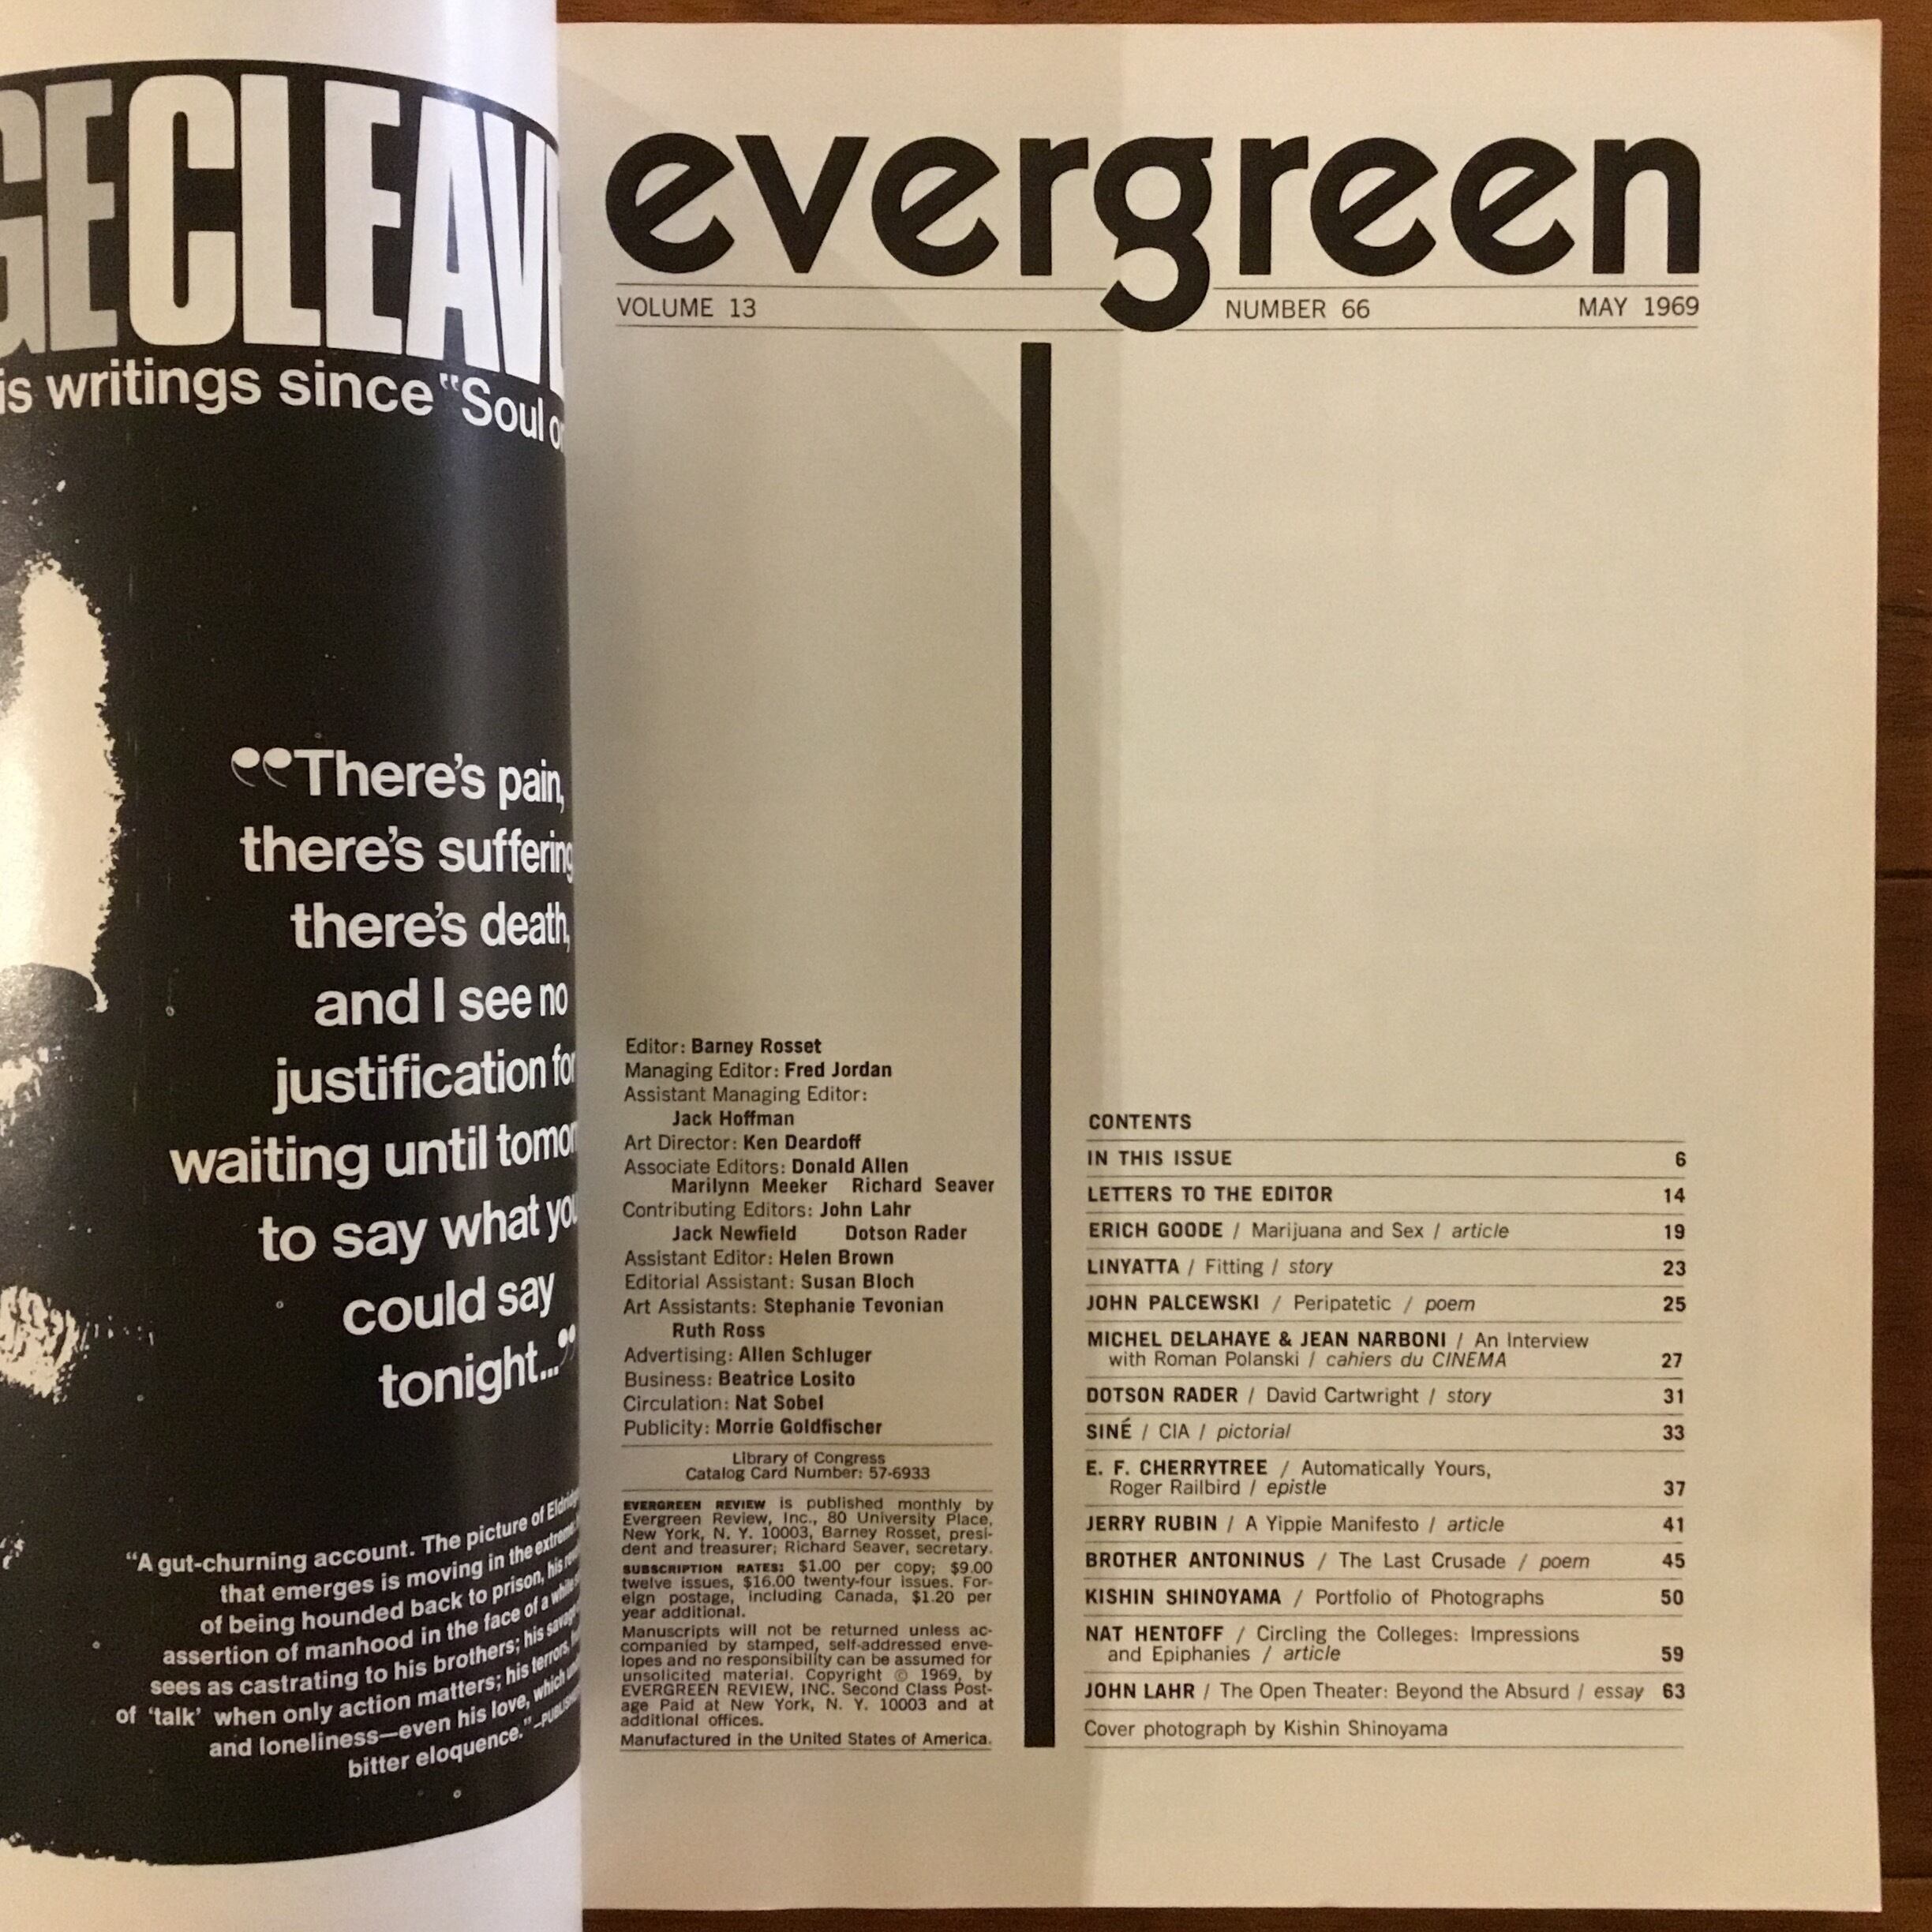 CLEAV
is writings since "Soul
“There's pain,
there's suffering
there's death,
and I see no
justification for
waiting until
to say what
could say
tonight...”
“A gut-churning account. The picture of
that emerges is moving in the
of being hounded back to prison, his
assertion of manhood in the face of a
sees as castrating to his brothers; his
of 'talk' when only action matters; his terrors,
and loneliness—even his love, which
bitter eloquence.”
evergreen
VOLUME 13 NUMBER 66 MAY 1969
Editor: Barney Rosset
Managing Editor: Fred Jordan
Assistant Managing Editor:
Jack Hoffman
Art Director: Ken Deardoff
Associate Editors: Donald Allen
Marilynn Meeker Richard Seaver
Contributing Editors: John Lahr
Jack Newfield Dotson Rader
Assistant Editor: Helen Brown
Editorial Assistant: Susan Bloch
Art Assistants: Stephanie Tevonian
Ruth Ross
Advertising: Allen Schluger
Business: Beatrice Losito
Circulation: Nat Sobel
Publicity: Morrie Goldfischer
Library of Congress
Catalog Card Number: 57-6933
EVERGREEN REVIEW is published monthly by
Evergreen Review, Inc., 80 University Place,
New York, N. Y. 10003, Barney Rosset, presi-
dent and treasurer; Richard Seaver, secretary.
SUBSCRIPTION RATES: $1.00 per copy; $9.00
twelve issues, $16.00 twenty-four issues. For-
eign postage, including Canada, $1.20 per
year additional.
Manuscripts will not be returned unless ac-
companied by stamped, self-addressed enve-
lopes and no responsibility can be assumed for
unsolicited material. Copyright © 1969, by
EVERGREEN REVIEW, INC. Second Class Post-
age Paid at New York, N. Y. 10003 and at
additional offices.
Manufactured in the United States of America.
CONTENTS
IN THIS ISSUE 6
LETTERS TO THE EDITOR 14
ERICH GOODE / Marijuana and Sex / article 19
LINYATTA / Fitting / story 23
JOHN PALCEWSKI / Peripatetic / poem 25
MICHEL DELAHAYE & JEAN NARBONI / An Interview
with Roman Polanski / cahiers du CINEMA 27
DOTSON RADER / David Cartwright / story 31
SINÉ / CIA / pictorial 33
E. F. CHERRYTREE / Automatically Yours,
Roger Railbird / epistle 37
JERRY RUBIN / A Yippie Manifesto / article 41
BROTHER ANTONINUS / The Last Crusade / poem 45
KISHIN SHINOYAMA / Portfolio of Photographs 50
NAT HENTOFF / Circling the Colleges: Impressions
and Epiphanies / article 59
JOHN LAHR / The Open Theater: Beyond the Absurd / essay 63
Cover photograph by Kishin Shinoyama